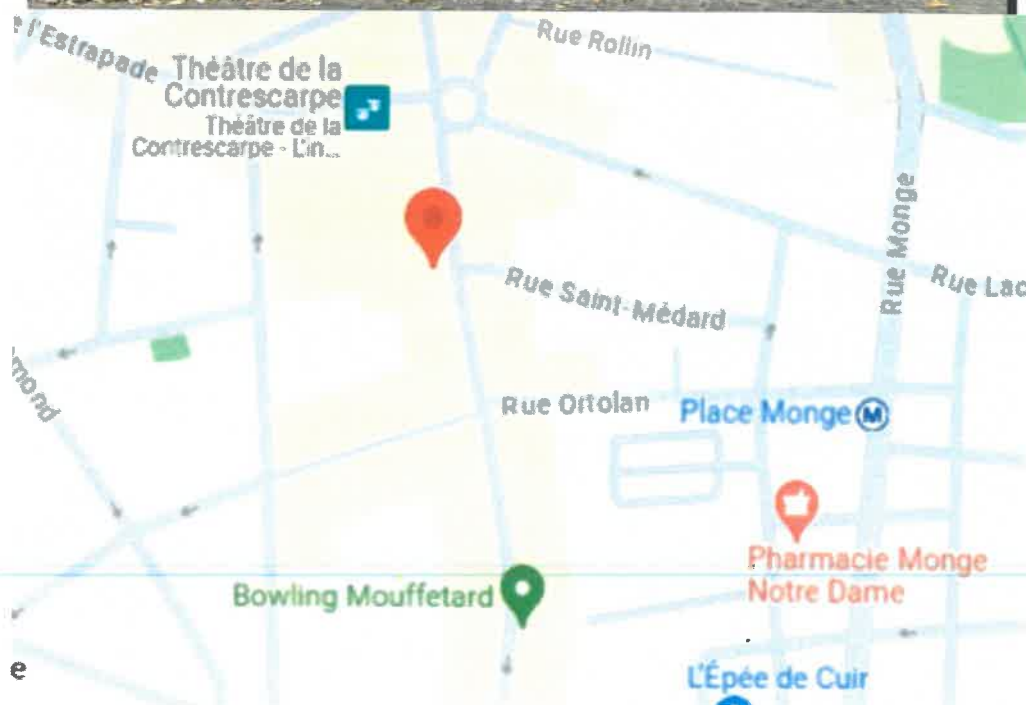 e l'Estrapade
Rue Rollin
Théâtre de la
Contrescarpe
Théâtre de la
Contrescarpe - L'in...
Rue Monge
Rue Lac
Rue Saint-Médard
mond
Rue Ortolan
Place Monge M
Pharmacie Monge
Notre Dame
Bowling Mouffetard
e
L'Épée de Cuir